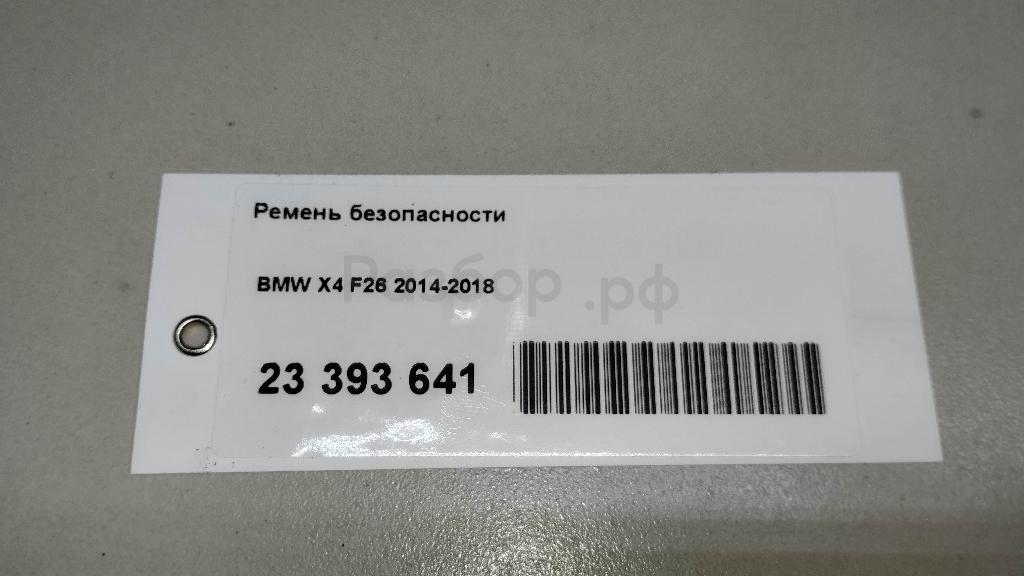 Ремень безопасности
BMW X4 F26 2014-2018
Разбор.рф
23 393 641